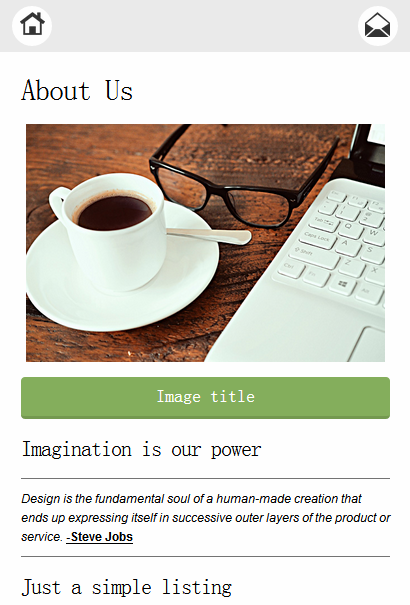 About Us
Image title
Imagination is our power
Design is the fundamental soul of a human-made creation that
ends up expressing itself in successive outer layers of the product or
service. -Steve Jobs
Just a simple listing